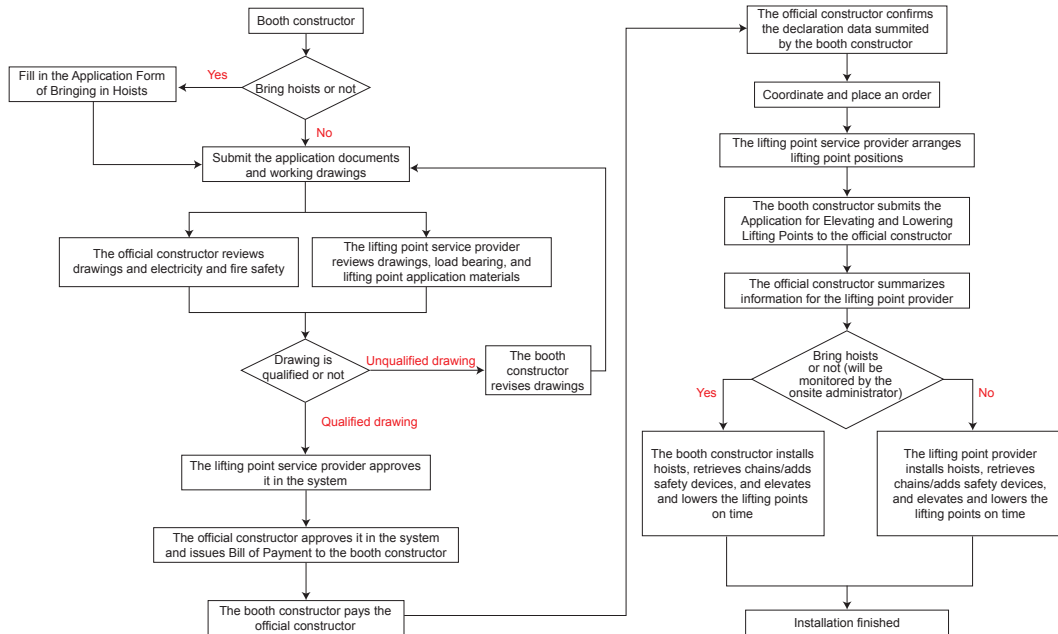 Booth constructor
Bring hoists or not
Yes
Fill in the Application Form
of Bringing in Hoists
No
Submit the application documents
and working drawings
The official constructor reviews
drawings and electricity and fire safety
The lifting point service provider
reviews drawings, load bearing, and
lifting point application materials
Drawing is
qualified or not
Unqualified drawing
The booth
constructor
revises drawings
Qualified drawing
The lifting point service provider approves
it in the system
The official constructor approves it in the system
and issues Bill of Payment to the booth constructor
The booth constructor pays the
official constructor
The official constructor confirms
the declaration data summited
by the booth constructor
Coordinate and place an order
The lifting point service provider arranges
lifting point positions
The booth constructor submits the
Application for Elevating and Lowering
Lifting Points to the official constructor
The official constructor summarizes
information for the lifting point provider
Bring hoists
or not (will be
monitored by the
onsite administrator)
Yes
No
The booth constructor installs
hoists, retrieves chains/adds
safety devices, and elevates
and lowers the lifting points
on time
The lifting point provider
installs hoists, retrieves
chains/adds safety devices,
and elevates and lowers the
lifting points on time
Installation finished